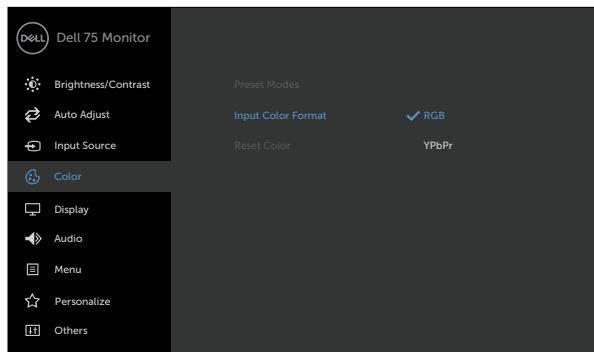 DELL Dell 75 Monitor
Brightness/Contrast
Auto Adjust
Input Source
Color
Display
Audio
Menu
Personalize
Others
Preset Modes
Input Color Format RGB
Reset Color YPbPr